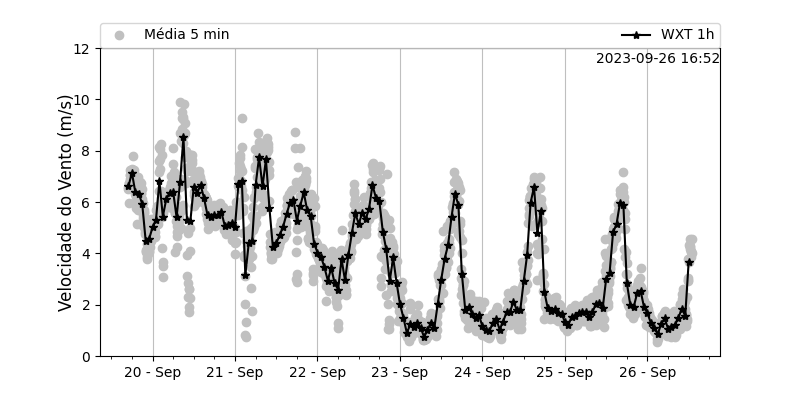 Média 5 min
WXT 1h
2023-09-26 16:52
Velocidade do Vento (m/s)
12
10
8
6
4
2
0
20 - Sep
21 - Sep
22 - Sep
23 - Sep
24 - Sep
25 - Sep
26 - Sep